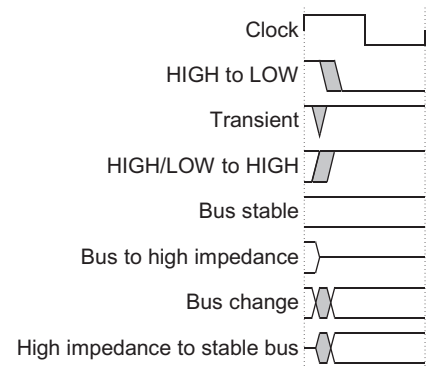 Clock
HIGH to LOW
Transient
HIGH/LOW to HIGH
Bus stable
Bus to high impedance
Bus change
High impedance to stable bus